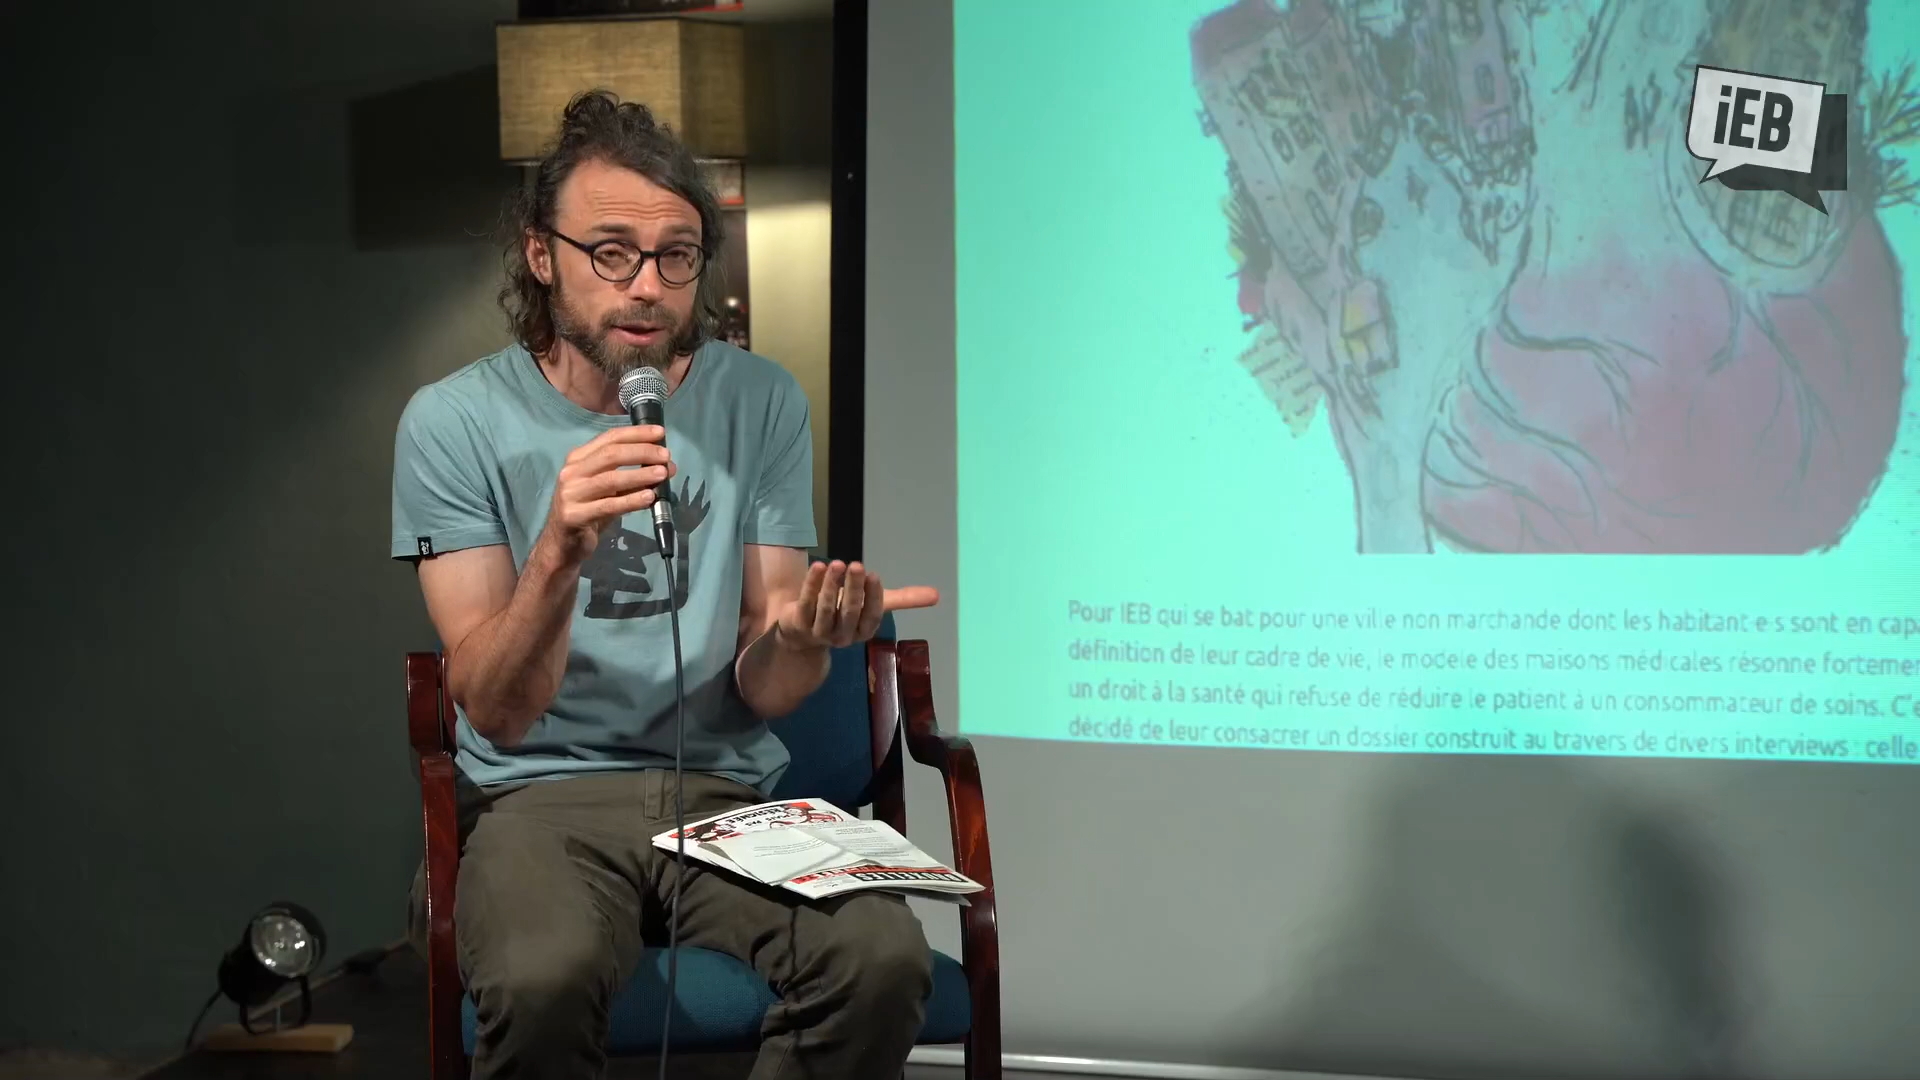 iEB
Pour IEB qui se bat pour une ville non marchande dont les habitant·e·s sont en capa
définition de leur cadre de vie, le modèle des maisons médicales résonne fortemen
un droit à la santé qui refuse de réduire le patient à un consommateur de soins. C'e
décidé de leur consacrer un dossier construit au travers de divers interviews : celle